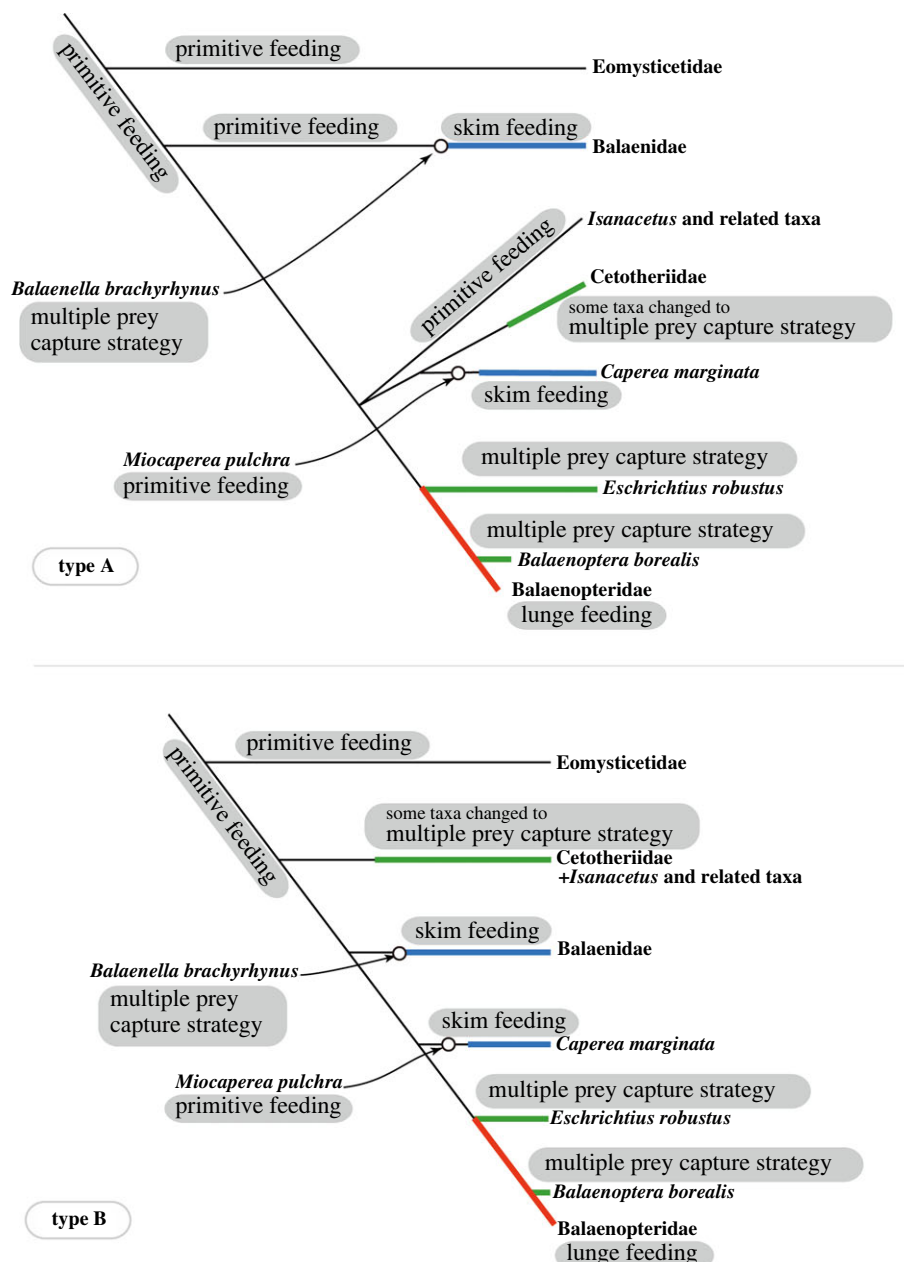 primitive feeding
Eomysticetidae
primitive feeding
primitive feeding
skim feeding
Balaenidae
Isanacetus and related taxa
primitive feeding
Cetotheriidae
Balaenella brachyrhynus
multiple prey
capture strategy
some taxa changed to
multiple prey capture strategy
Caperea marginata
skim feeding
Miocaperea pulchra
primitive feeding
multiple prey capture strategy
Eschrichtius robustus
multiple prey capture strategy
Balaenoptera borealis
type A
Balaenopteridae
lunge feeding
primitive feeding
Eomysticetidae
primitive feeding
some taxa changed to
multiple prey capture strategy
Cetotheriidae
+Isanacetus and related taxa
skim feeding
Balaenidae
Balaenella brachyrhynus
multiple prey
capture strategy
skim feeding
Caperea marginata
Miocaperea pulchra
primitive feeding
multiple prey capture strategy
Eschrichtius robustus
multiple prey capture strategy
Balaenoptera borealis
type B
Balaenopteridae
lunge feeding